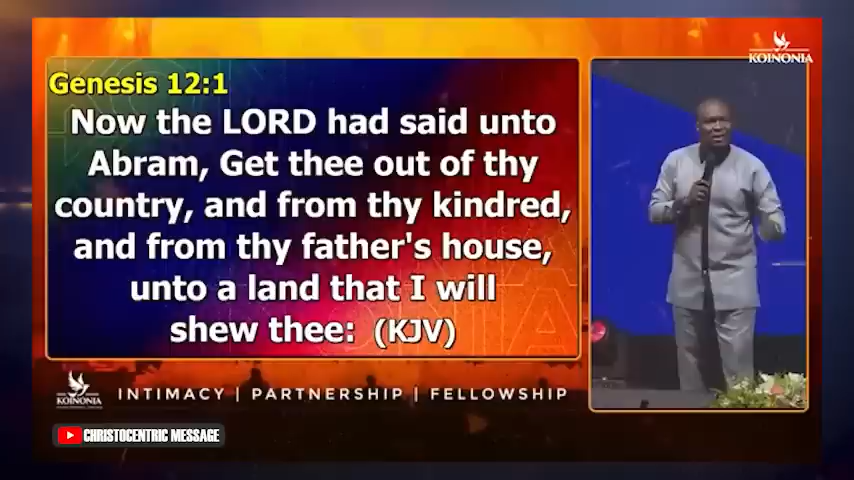 KOINONIA
Genesis 12:1
Now the LORD had said unto
Abram, Get thee out of thy
country, and from thy kindred,
and from thy father's house,
unto a land that I will
shew thee: (KJV)
KOINONIA
INTIMACY | PARTNERSHIP | FELLOWSHIP
CHRISTOCENTRIC MESSAGE